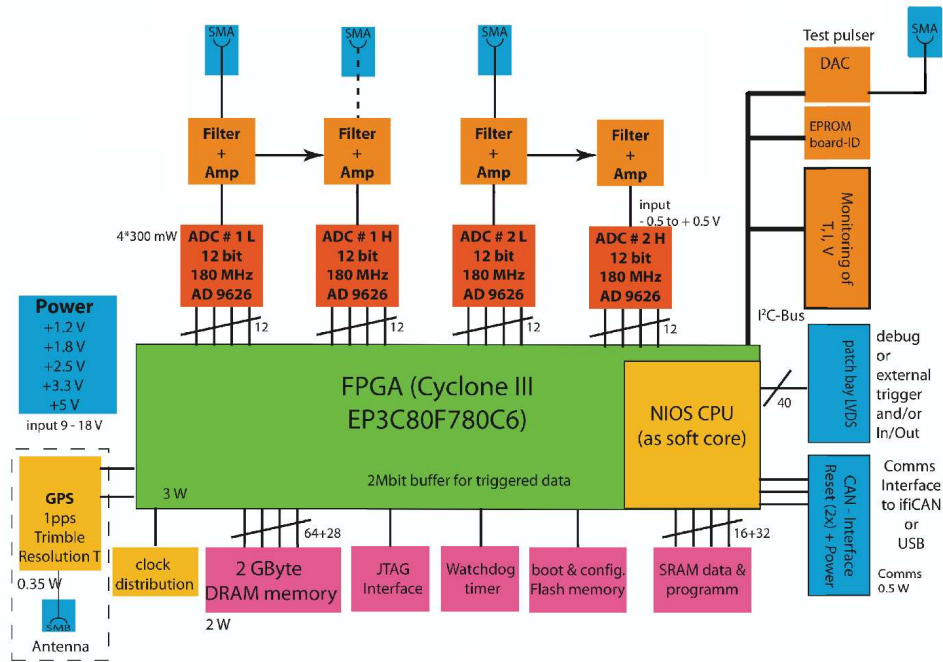 SMA
SMA
SMA
Test pulser
SMA
DAC
Filter
+
Amp
Filter
+
Amp
Filter
+
Amp
Filter
+
Amp
EPROM
board-ID
Monitoring of
T, I, V
input
- 0.5 to + 0.5 V
4*300 mW
ADC # 1 L
12 bit
180 MHz
AD 9626
ADC # 1 H
12 bit
180 MHz
AD 9626
ADC # 2 L
12 bit
180 MHz
AD 9626
ADC # 2 H
12 bit
180 MHz
AD 9626
12
12
12
12
I²C-Bus
Power
+1.2 V
+1.8 V
+2.5 V
+3.3 V
+5 V
input 9 - 18 V
FPGA (Cyclone III
EP3C80F780C6)
2Mbit buffer for triggered data
3 W
NIOS CPU
(as soft core)
40
patch bay LVDS
debug
or
external
trigger
and/or
In/Out
GPS
1pps
Trimble
Resolution T
0.35 W
SMB
Antenna
clock
distribution
64+28
2 GByte
DRAM memory
2 W
JTAG
Interface
Watchdog
timer
boot & config.
Flash memory
16+32
SRAM data &
programm
CAN - Interface
Reset (2x) + Power
Comms
Interface
to ifiCAN
or
USB
Comms
0.5 W